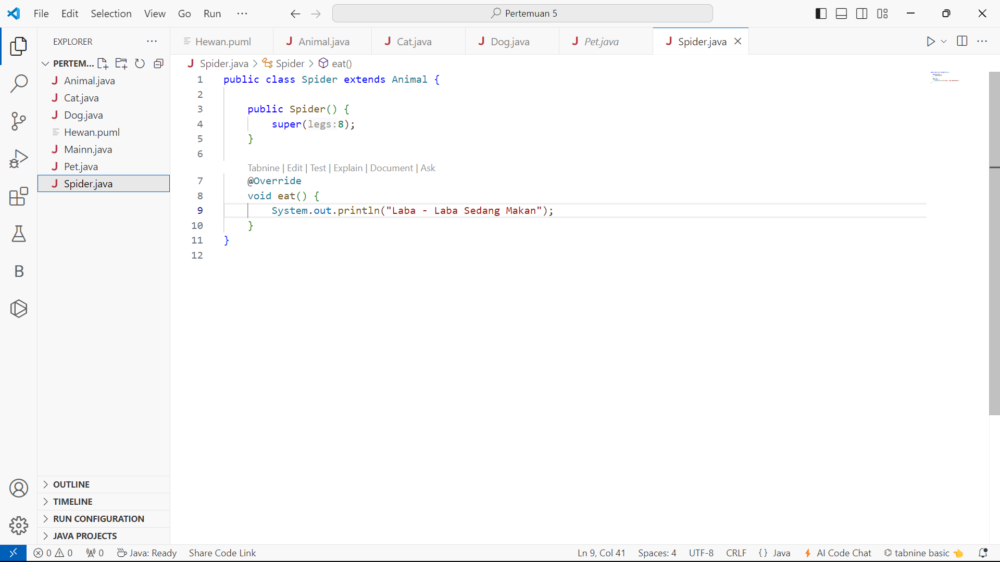 File Edit Selection View Go Run ···
Pertemuan 5
EXPLORER ···
Hewan.puml
J Animal.java
J Cat.java
J Dog.java
J Pet.java
J Spider.java
PERTEM...
J Animal.java
J Cat.java
J Dog.java
Hewan.puml
J Mainn.java
J Pet.java
J Spider.java
B
OUTLINE
TIMELINE
RUN CONFIGURATION
JAVA PROJECTS
J Spider.java > Spider > eat()
1 public class Spider extends Animal {
2
3 public Spider() {
4 super(legs:8);
5 }
6
Tabnine | Edit | Test | Explain | Document | Ask
7 @Override
8 void eat() {
9 System.out.println("Laba - Laba Sedang Makan");
10 }
11 }
12
0 0 0 Java: Ready Share Code Link Ln 9, Col 41 Spaces: 4 UTF-8 CRLF {} Java AI Code Chat tabnine basic